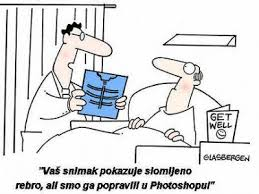 GET
WELL
GLASBERGEN
"Vaš snimak pokazuje slomljeno
rebro, ali smo ga popravili u Photoshopu!"